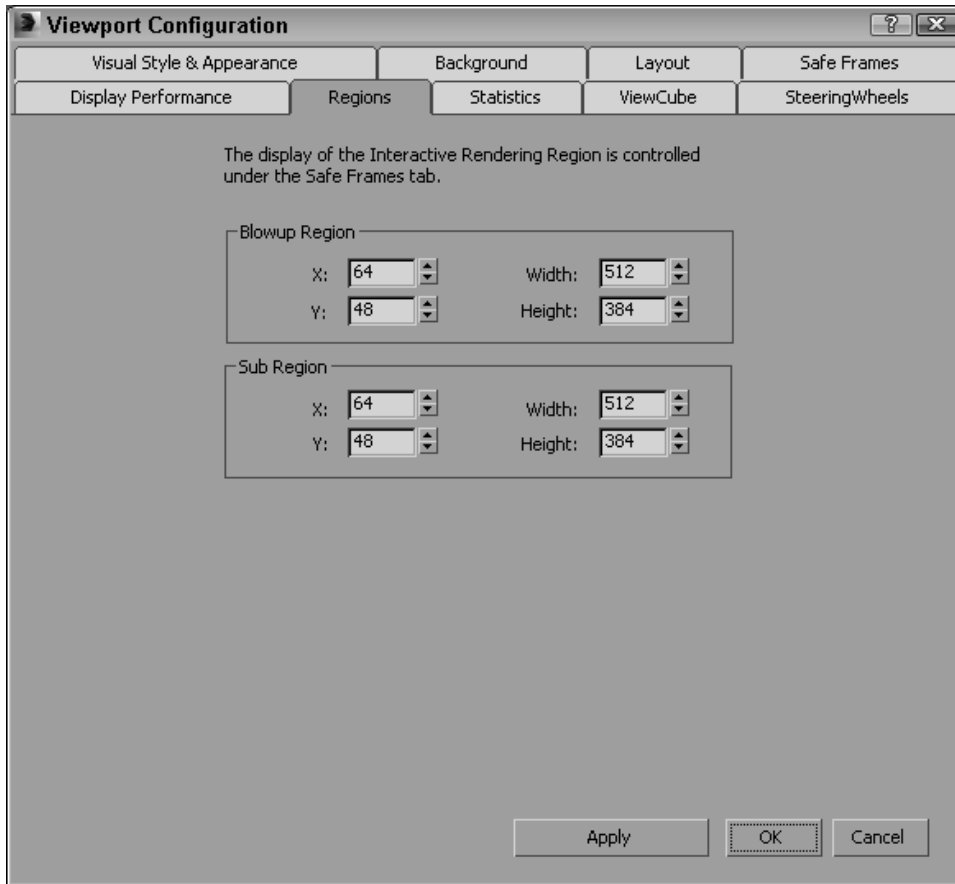 Viewport Configuration
Visual Style & Appearance Background Layout Safe Frames
Display Performance Regions Statistics ViewCube SteeringWheels
The display of the Interactive Rendering Region is controlled
under the Safe Frames tab.
Blowup Region
X: 64 Width: 512
Y: 48 Height: 384
Sub Region
X: 64 Width: 512
Y: 48 Height: 384
Apply OK Cancel